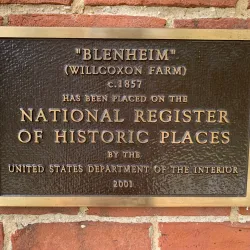 "BLENHEIM"
(WILLCOXON FARM)
c.1857
HAS BEEN PLACED ON THE
NATIONAL REGISTER
OF HISTORIC PLACES
BY THE
UNITED STATES DEPARTMENT OF THE INTERIOR
2001